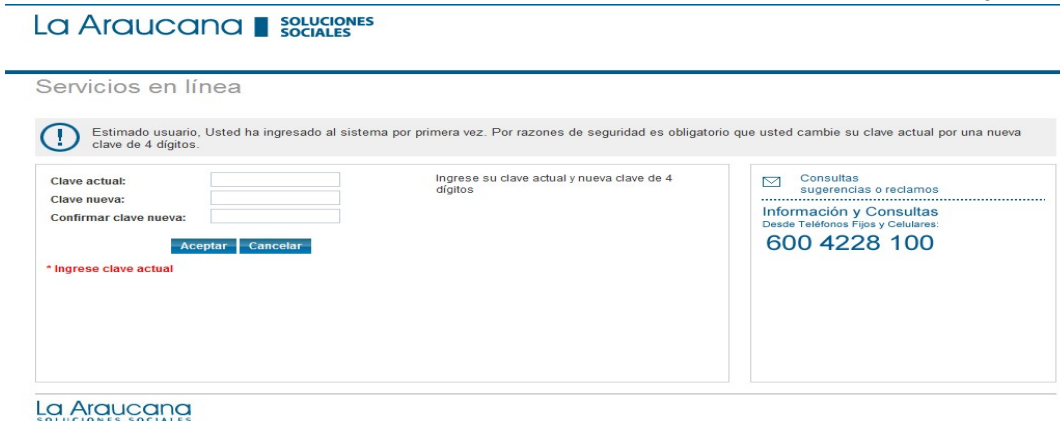 La Araucana SOLUCIONES
SOCIALES
Servicios en línea
Estimado usuario, Usted ha ingresado al sistema por primera vez. Por razones de seguridad es obligatorio que usted cambie su clave actual por una nueva
clave de 4 dígitos.
Clave actual:
Clave nueva:
Confirmar clave nueva:
Aceptar Cancelar
* Ingrese clave actual
Ingrese su clave actual y nueva clave de 4
dígitos
Consultas
sugerencias o reclamos
Información y Consultas
Desde Teléfonos Fijos y Celulares:
600 4228 100
La Araucana
SOLUCIONES SOCIALES